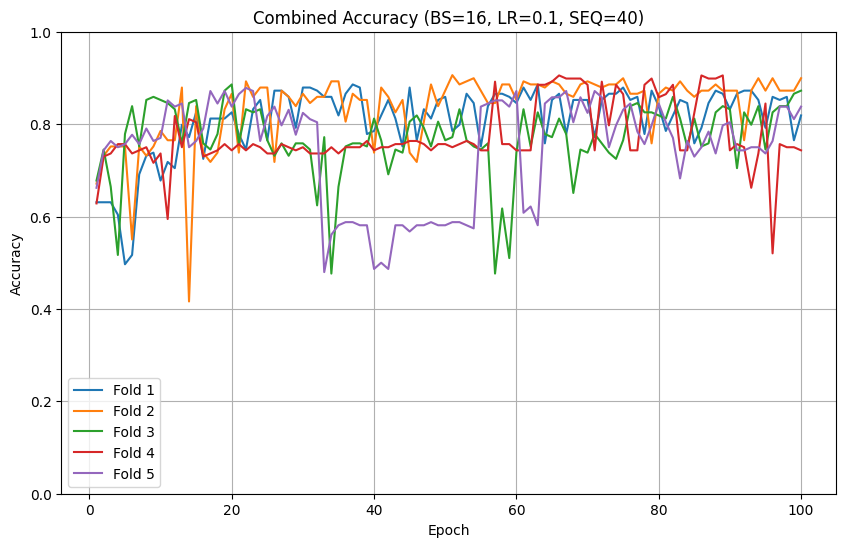 Combined Accuracy (BS=16, LR=0.1, SEQ=40)
1.0
0.8
0.6
0.4
0.2
0.0
Accuracy
Fold 1
Fold 2
Fold 3
Fold 4
Fold 5
0 20 40 60 80 100
Epoch